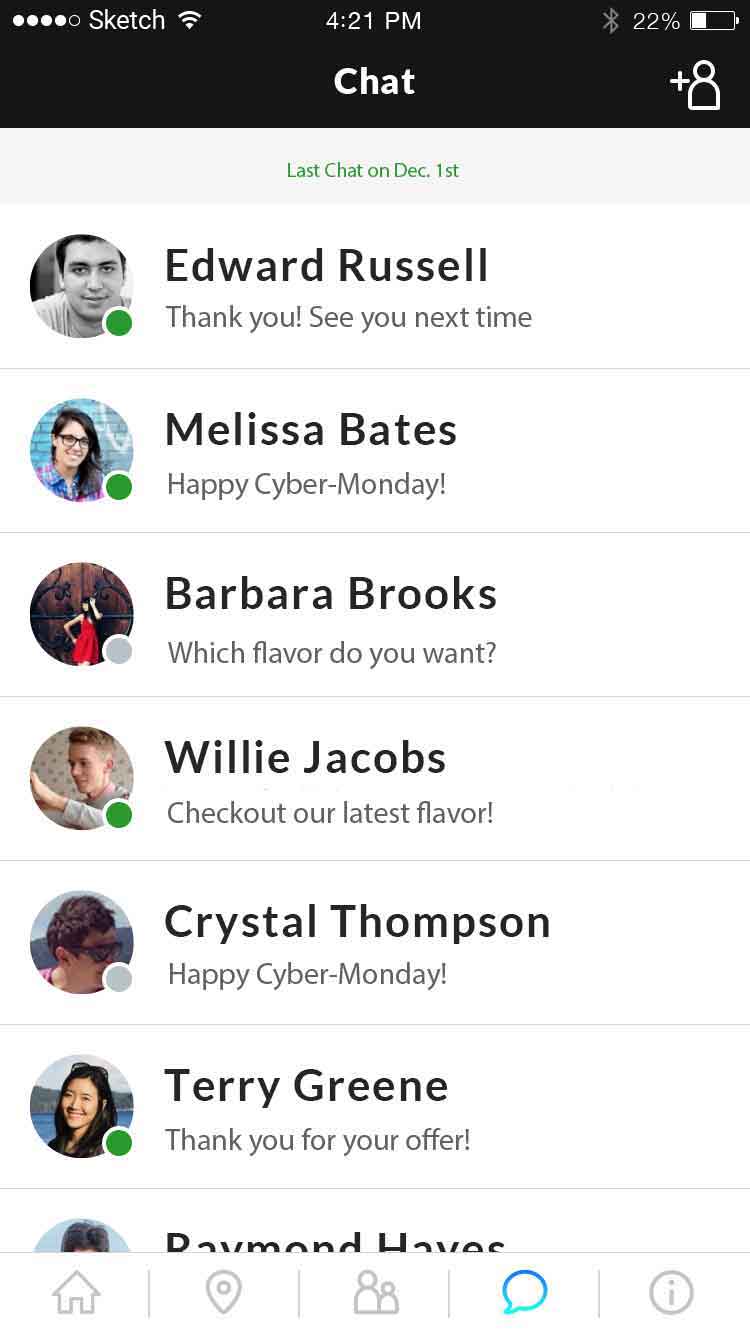 Sketch 4:21 PM 22%
Chat
Last Chat on Dec. 1st
Edward Russell
Thank you! See you next time
Melissa Bates
Happy Cyber-Monday!
Barbara Brooks
Which flavor do you want?
Willie Jacobs
Checkout our latest flavor!
Crystal Thompson
Happy Cyber-Monday!
Terry Greene
Thank you for your offer!
Raymond Hayes